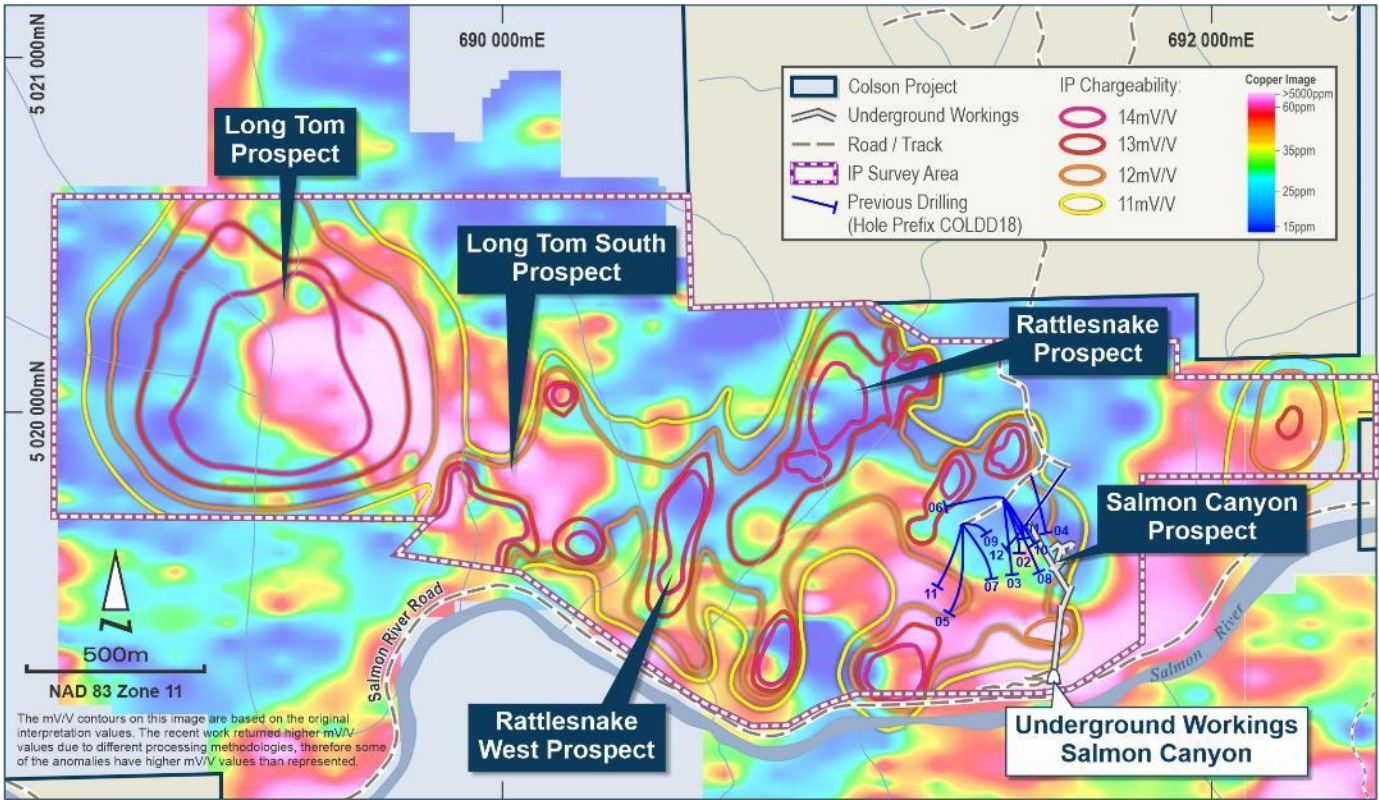 690 000mE
692 000mE
5 021 000mN
5 020 000mN
Colson Project
Underground Workings
Road / Track
IP Survey Area
Previous Drilling
(Hole Prefix COLDD18)
IP Chargeability:
14mV/V
13mV/V
12mV/V
11mV/V
Copper Image
>5000ppm
60ppm
35ppm
25ppm
15ppm
Long Tom
Prospect
Long Tom South
Prospect
Rattlesnake
Prospect
Salmon Canyon
Prospect
06
09
12
01
10
04
02
11
07
03
08
05
Salmon River Road
Salmon River
500m
NAD 83 Zone 11
The mV/V contours on this image are based on the original
interpretation values. The recent work returned higher mV/V
values due to different processing methodologies, therefore some
of the anomalies have higher mV/V values than represented.
Rattlesnake
West Prospect
Underground Workings
Salmon Canyon